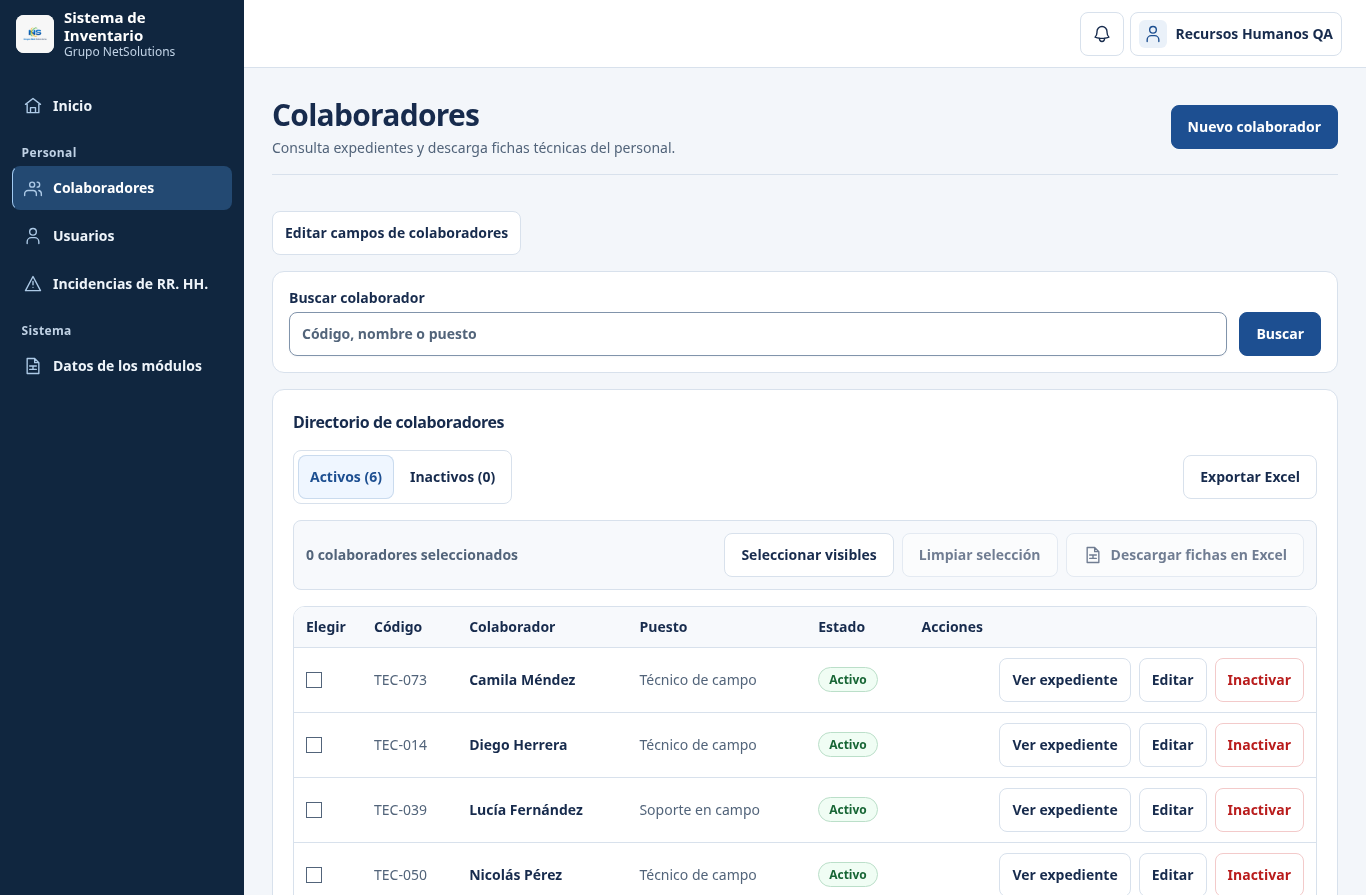 NS
Sistema de
Inventario
Grupo NetSolutions
Inicio
Personal
Colaboradores
Usuarios
Incidencias de RR. HH.
Sistema
Datos de los módulos
Recursos Humanos QA
Colaboradores
Consulta expedientes y descarga fichas técnicas del personal.
Nuevo colaborador
Editar campos de colaboradores
Buscar colaborador
Código, nombre o puesto
Buscar
Directorio de colaboradores
Activos (6)
Inactivos (0)
Exportar Excel
0 colaboradores seleccionados
Seleccionar visibles
Limpiar selección
Descargar fichas en Excel
Elegir Código Colaborador Puesto Estado Acciones
TEC-073 Camila Méndez Técnico de campo Activo Ver expediente Editar Inactivar
TEC-014 Diego Herrera Técnico de campo Activo Ver expediente Editar Inactivar
TEC-039 Lucía Fernández Soporte en campo Activo Ver expediente Editar Inactivar
TEC-050 Nicolás Pérez Técnico de campo Activo Ver expediente Editar Inactivar